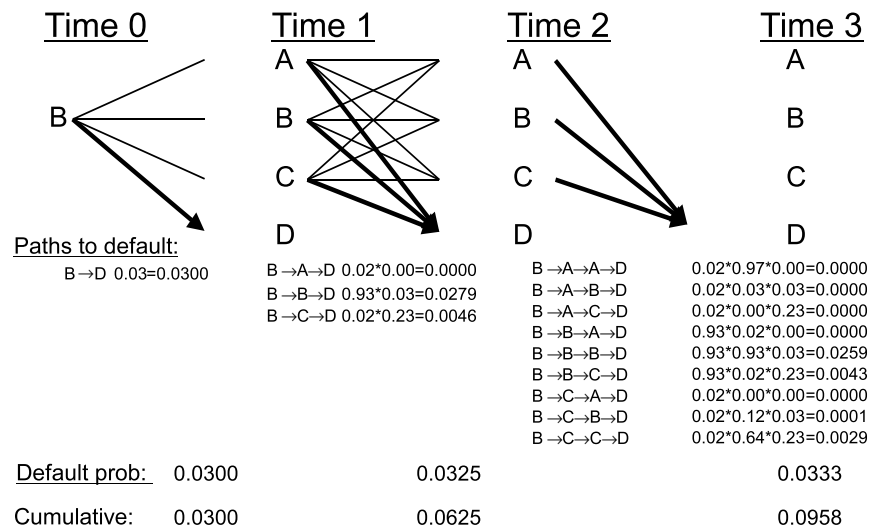 Time 0 Time 1 Time 2 Time 3
A A A
B B B B
C C C
D D D
Paths to default:
B→D 0.03=0.0300
B→A→D 0.02*0.00=0.0000
B→B→D 0.93*0.03=0.0279
B→C→D 0.02*0.23=0.0046
B→A→A→D 0.02*0.97*0.00=0.0000
B→A→B→D 0.02*0.03*0.03=0.0000
B→A→C→D 0.02*0.00*0.23=0.0000
B→B→A→D 0.93*0.02*0.00=0.0000
B→B→B→D 0.93*0.93*0.03=0.0259
B→B→C→D 0.93*0.02*0.23=0.0043
B→C→A→D 0.02*0.00*0.00=0.0000
B→C→B→D 0.02*0.12*0.03=0.0001
B→C→C→D 0.02*0.64*0.23=0.0029
Default prob: 0.0300 0.0325 0.0333
Cumulative: 0.0300 0.0625 0.0958